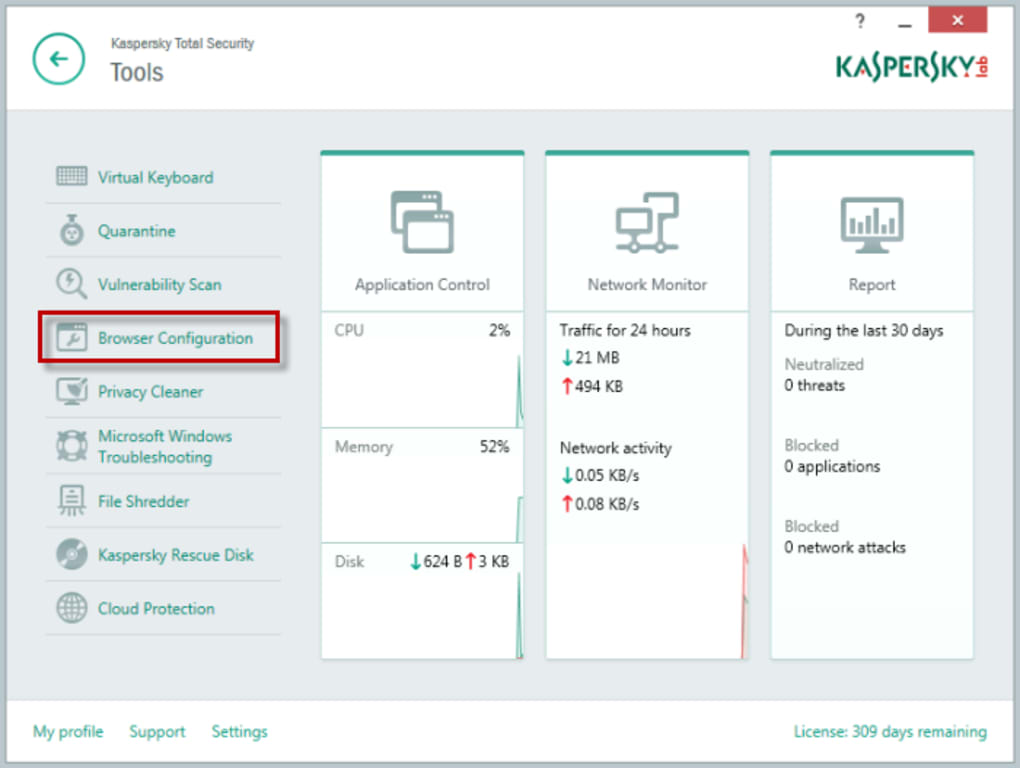 ?
Kaspersky Total Security
Tools
KASPERSKY lab
Virtual Keyboard
Quarantine
Vulnerability Scan
Browser Configuration
Privacy Cleaner
Microsoft Windows
Troubleshooting
File Shredder
Kaspersky Rescue Disk
Cloud Protection
Application Control
CPU 2%
Memory 52%
Disk 624 B 3 KB
Network Monitor
Traffic for 24 hours
21 MB
494 KB
Network activity
0.05 KB/s
0.08 KB/s
Report
During the last 30 days
Neutralized
0 threats
Blocked
0 applications
Blocked
0 network attacks
My profile Support Settings
License: 309 days remaining